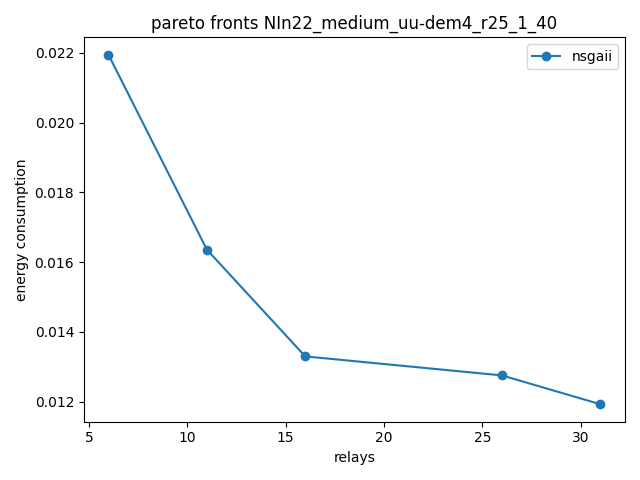 pareto fronts NIn22_medium_uu-dem4_r25_1_40
nsgaii
0.022
0.020
0.018
0.016
0.014
0.012
energy consumption
5 10 15 20 25 30
relays